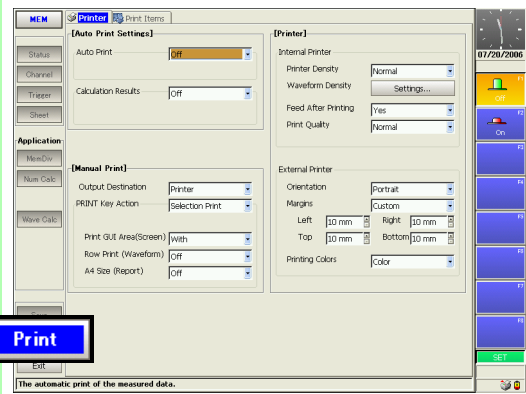 MEM
Printer
Print Items
07/20/2006
[Auto Print Settings]
Auto Print
Off
Calculation Results
Off
[Printer]
Internal Printer
Printer Density
Normal
Waveform Density
Settings...
Feed After Printing
Yes
Print Quality
Normal
Status
Channel
Trigger
Sheet
Application
MemDiv
Num Calc
Wave Calc
[Manual Print]
Output Destination
Printer
PRINT Key Action
Selection Print
Print GUI Area(Screen)
With
Row Print (Waveform)
Off
A4 Size (Report)
Off
External Printer
Orientation
Portrait
Margins
Custom
Left
10 mm
Right
10 mm
Top
10 mm
Bottom
10 mm
Printing Colors
Color
F1
Off
F2
On
F3
F4
F5
F6
F7
F8
SET
Print
Exit
The automatic print of the measured data.